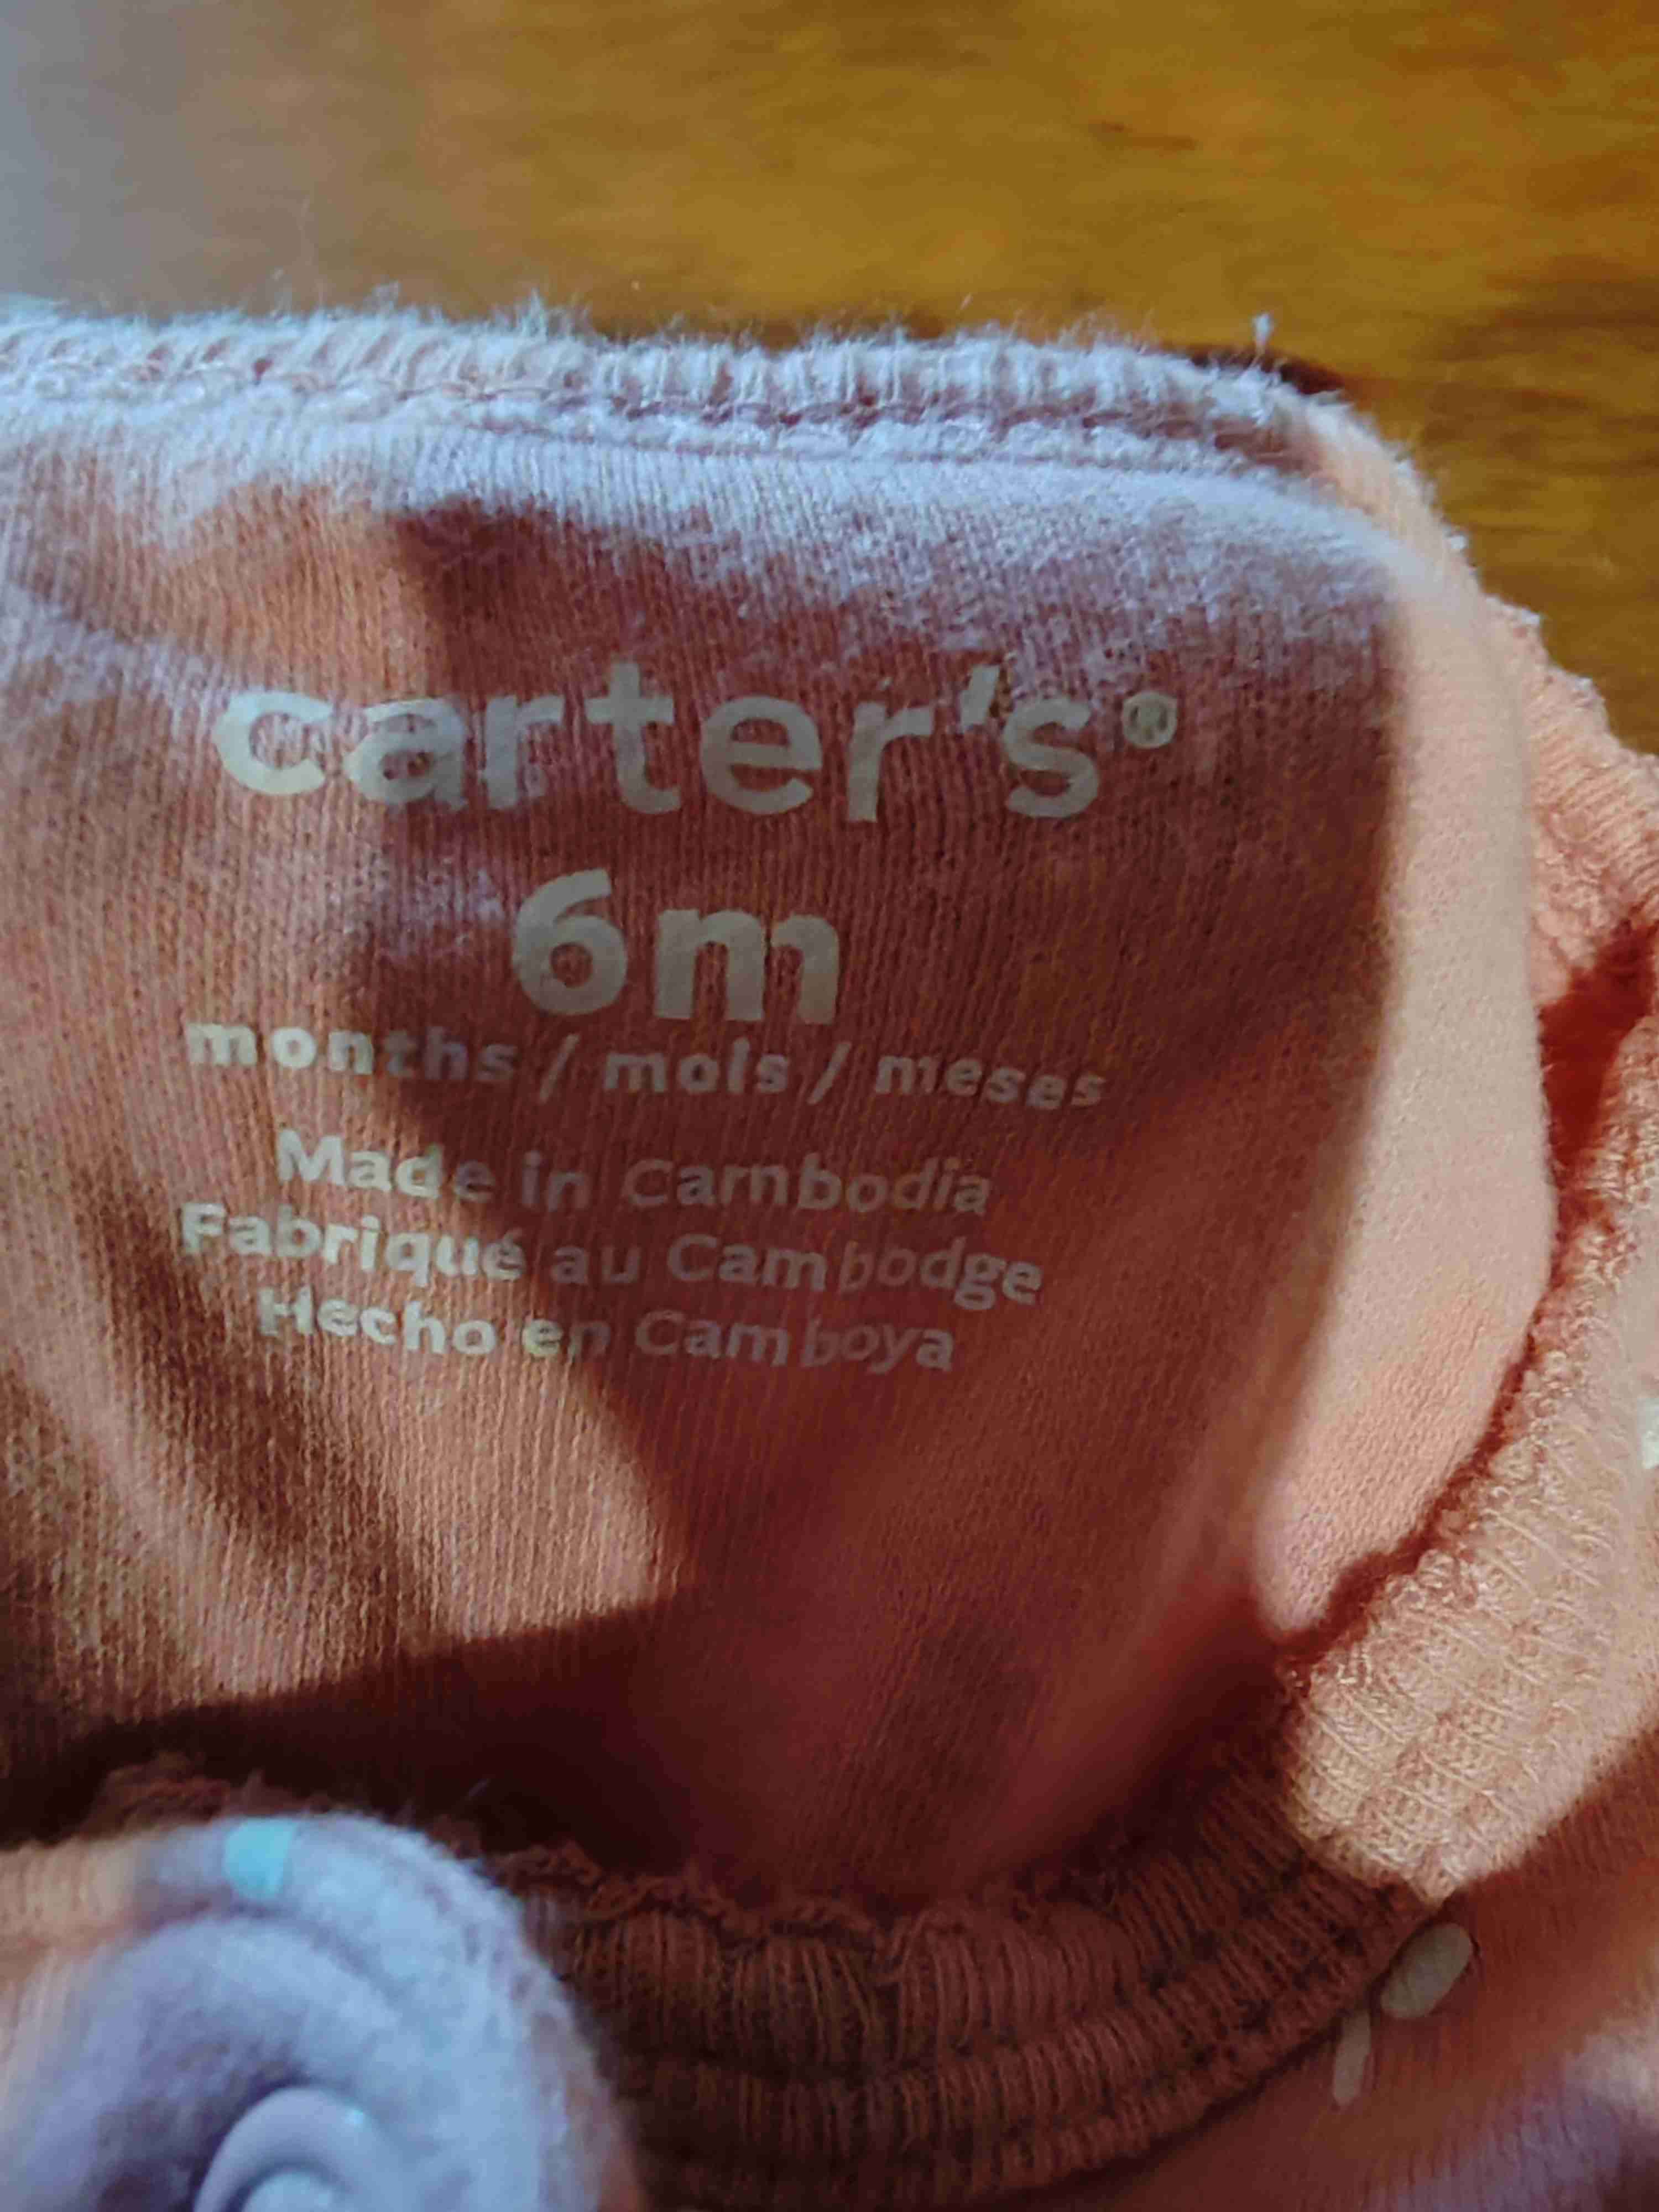 carter's®
6m
months / mois / meses
Made in Cambodia
Fabriqué au Cambodge
Hecho en Camboya